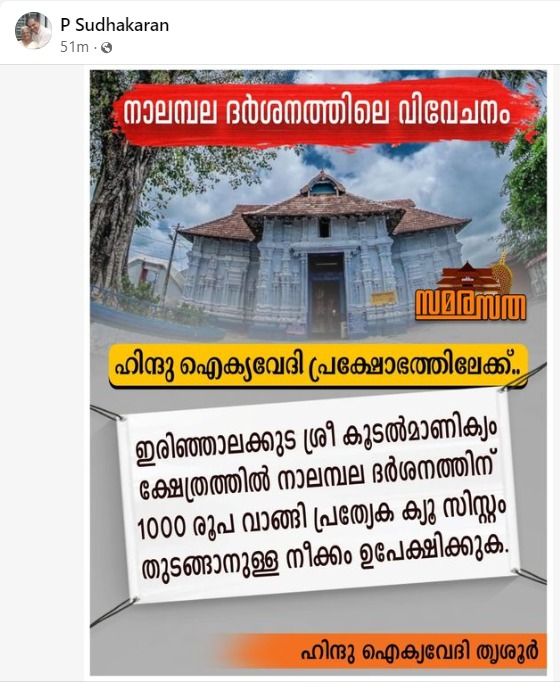 P Sudhakaran
51m ·
നാലമ്പല ദർശനത്തിലെ വിവേചനം
സമരസത
ഹിന്ദു ഐക്യവേദി പ്രക്ഷോഭത്തിലേക്ക്..
ഇരിഞ്ഞാലക്കുട ശ്രീ കൂടൽമാണിക്യം
ക്ഷേത്രത്തിൽ നാലമ്പല ദർശനത്തിന്
1000 രൂപ വാങ്ങി പ്രത്യേക ക്യൂ സിസ്റ്റം
തുടങ്ങാനുള്ള നീക്കം ഉപേക്ഷിക്കുക.
ഹിന്ദു ഐക്യവേദി തൃശൂർ